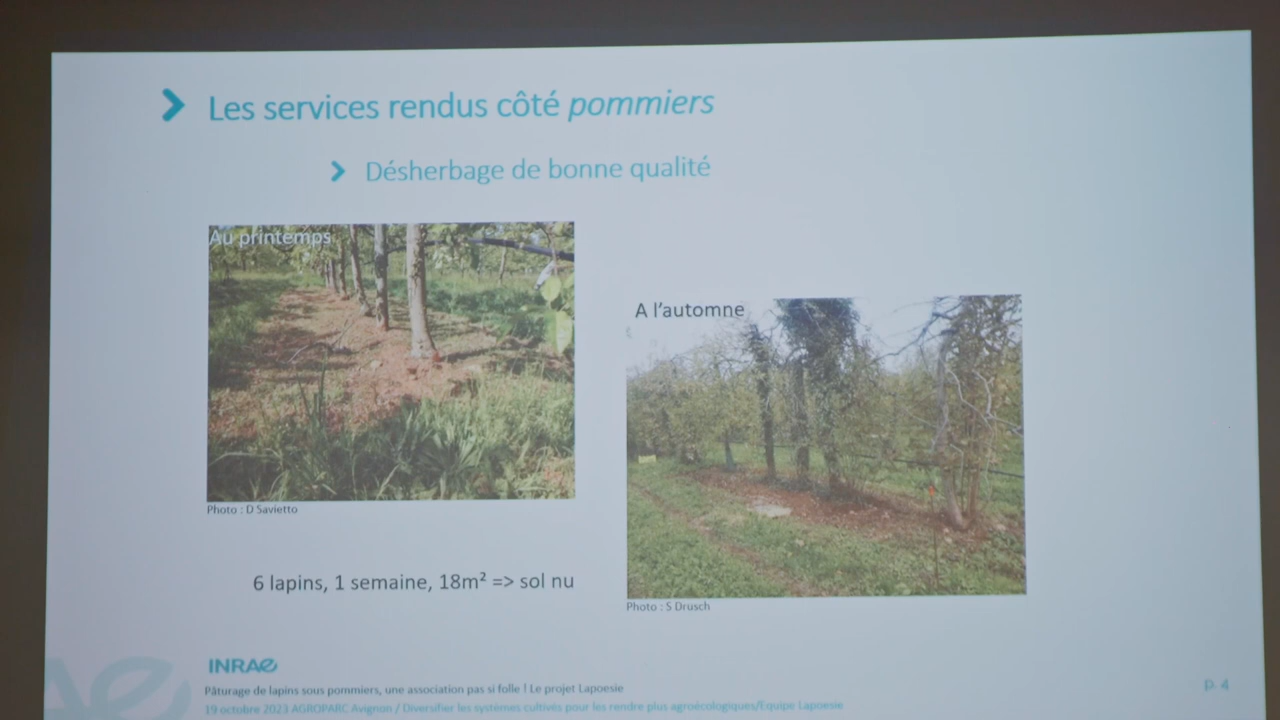 Les services rendus côté pommiers
Désherbage de bonne qualité
Au printemps
A l'automne
Photo : D Savietto
6 lapins, 1 semaine, 18m² => sol nu
Photo : S Drusch
INRAE
Pâturage de lapins sous pommiers, une association pas si folle ! Le projet Lapoesie
19 octobre 2023 AGROPARC Avignon / Diversifier les systèmes cultivés pour les rendre plus agroécologiques/Equipe Lapoesie
p. 4